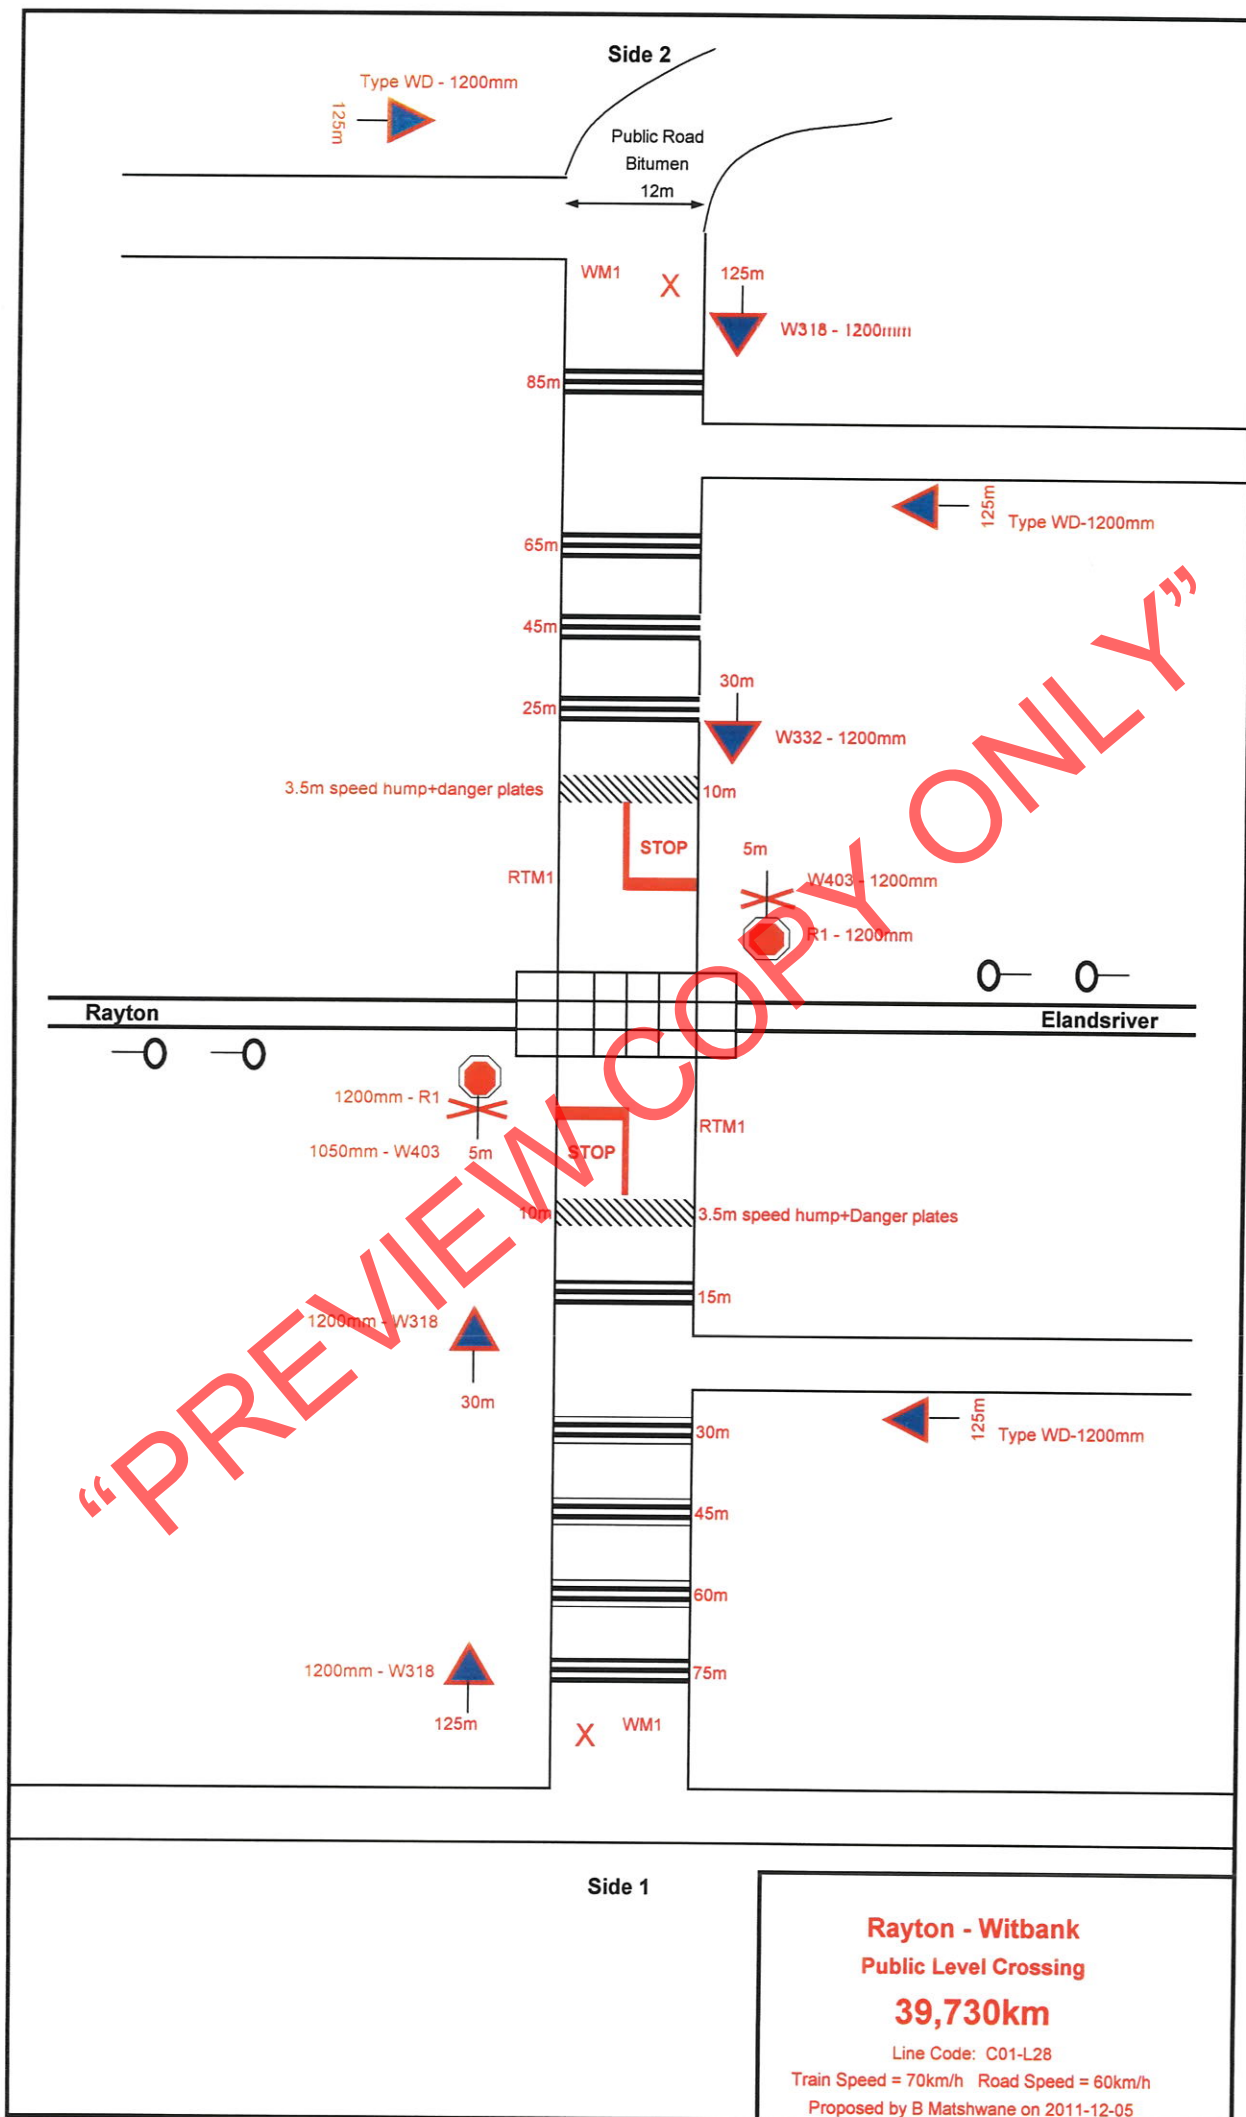 Side 2
Type WD - 1200mm
125m
Public Road
Bitumen
12m
WM1
X
125m
W318 - 1200mm
85m
125m
Type WD-1200mm
65m
45m
30m
25m
W332 - 1200mm
3.5m speed hump+danger plates
10m
STOP
5m
RTM1
W403 - 1200mm
R1 - 1200mm
Rayton
Elandsriver
1200mm - R1
RTM1
1050mm - W403
5m
STOP
10m
3.5m speed hump+Danger plates
15m
1200mm - W318
30m
125m
30m
Type WD-1200mm
45m
60m
1200mm - W318
75m
125m
X
WM1
Side 1
Rayton - Witbank
Public Level Crossing
39,730km
Line Code: C01-L28
Train Speed = 70km/h Road Speed = 60km/h
Proposed by B Matshwane on 2011-12-05
“PREVIEW COPY ONLY”